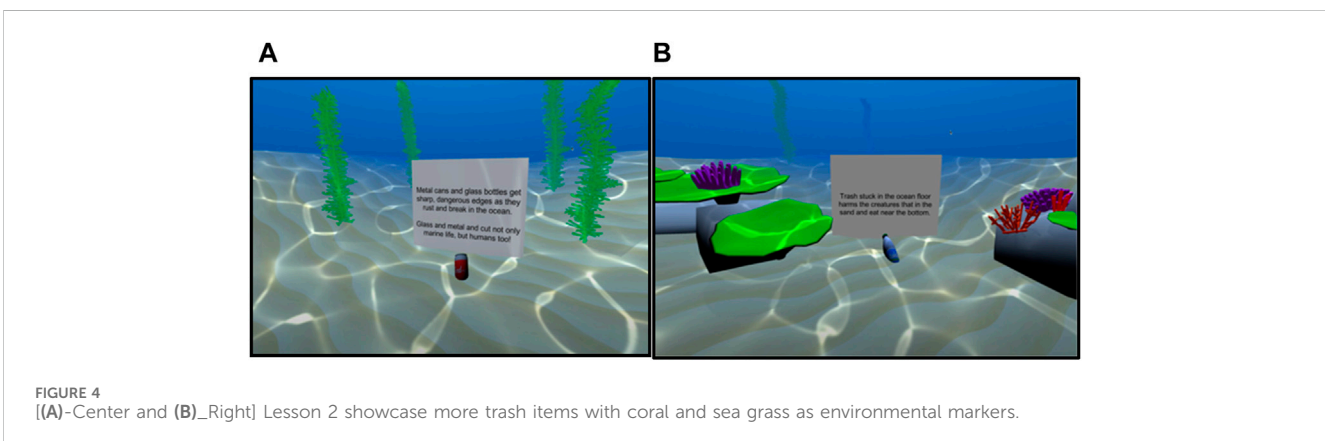 A
B
Metal cans and glass bottles get
sharp, dangerous edges as they
rust and break in the ocean.
Glass and metal and cut not only
marine life, but humans too!
Trash stuck in the ocean floor
harms the creatures that in the
sand and eat near the bottom.
FIGURE 4
[(A)-Center and (B)_Right] Lesson 2 showcase more trash items with coral and sea grass as environmental markers.